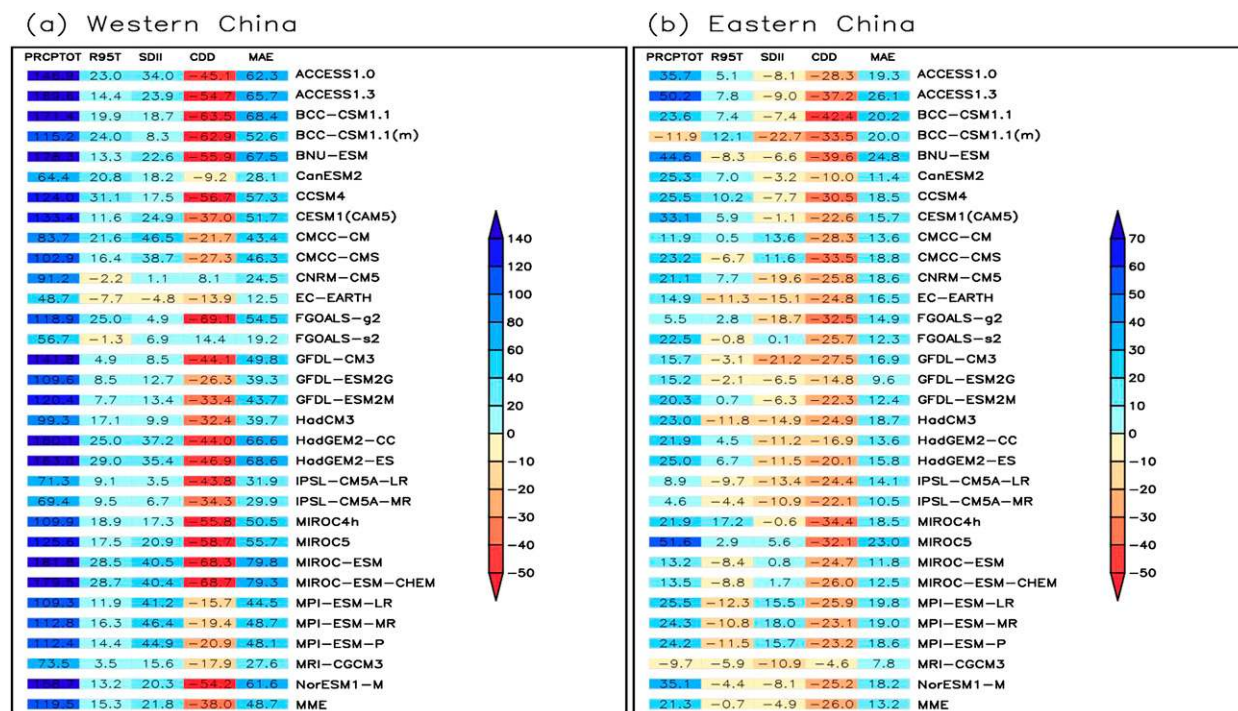 (a) Western China
PRCPTOT R95T SDII CDD MAE
146.9 23.0 34.0 −45.1 62.3 ACCESS1.0
14.4 23.9 −54.7 65.7 ACCESS1.3
171.4 19.9 18.7 −63.5 68.4 BCC−CSM1.1
115.2 24.0 8.3 −62.9 52.6 BCC−CSM1.1(m)
178.3 13.3 22.6 −55.9 67.5 BNU−ESM
64.4 20.8 18.2 −9.2 28.1 CanESM2
124.0 31.1 17.5 −56.7 57.3 CCSM4
133.4 11.6 24.9 −37.0 51.7 CESM1(CAM5)
83.7 21.6 46.5 −21.7 43.4 CMCC−CM
102.9 16.4 38.7 −27.3 46.3 CMCC−CMS
91.2 −2.2 1.1 8.1 24.5 CNRM−CM5
48.7 −7.7 −4.8 −13.9 12.5 EC−EARTH
118.9 25.0 4.9 −69.1 54.5 FGOALS−g2
56.7 −1.3 6.9 14.4 19.2 FGOALS−s2
141.8 4.9 8.5 −44.1 49.8 GFDL−CM3
109.6 8.5 12.7 −26.3 39.3 GFDL−ESM2G
120.4 7.7 13.4 −33.4 43.7 GFDL−ESM2M
99.3 17.1 9.9 −32.4 39.7 HadCM3
160.1 25.0 37.2 −44.0 66.6 HadGEM2−CC
29.0 35.4 −46.9 68.6 HadGEM2−ES
71.3 9.1 3.5 −43.8 31.9 IPSL−CM5A−LR
69.4 9.5 6.7 −34.3 29.9 IPSL−CM5A−MR
109.9 18.9 17.3 −55.8 50.5 MIROC4h
125.6 17.5 20.9 −58.7 55.7 MIROC5
181.8 28.5 40.5 −68.3 79.8 MIROC−ESM
28.7 40.4 −68.7 79.3 MIROC−ESM−CHEM
109.3 11.9 41.2 −15.7 44.5 MPI−ESM−LR
112.8 16.3 46.4 −19.4 48.7 MPI−ESM−MR
112.4 14.4 44.9 −20.9 48.1 MPI−ESM−P
73.5 3.5 15.6 −17.9 27.6 MRI−CGCM3
158.7 13.2 20.3 −54.2 61.6 NorESM1−M
119.5 15.3 21.8 −38.0 48.7 MME
140
120
100
80
60
40
20
0
−10
−20
−30
−40
−50
(b) Eastern China
PRCPTOT R95T SDII CDD MAE
35.7 5.1 −8.1 −28.3 19.3 ACCESS1.0
50.2 7.8 −9.0 −37.2 26.1 ACCESS1.3
23.6 7.4 −7.4 −42.4 20.2 BCC−CSM1.1
−11.9 12.1 −22.7 −33.5 20.0 BCC−CSM1.1(m)
44.6 −8.3 −6.6 −39.6 24.8 BNU−ESM
25.3 7.0 −3.2 −10.0 11.4 CanESM2
25.5 10.2 −7.7 −30.5 18.5 CCSM4
33.1 5.9 −1.1 −22.6 15.7 CESM1(CAM5)
11.9 0.5 13.6 −28.3 13.6 CMCC−CM
23.2 −6.7 11.6 −33.5 18.8 CMCC−CMS
21.1 7.7 −19.6 −25.8 18.6 CNRM−CM5
14.9 −11.3 −15.1 −24.8 16.5 EC−EARTH
5.5 2.8 −18.7 −32.5 14.9 FGOALS−g2
22.5 −0.8 0.1 −25.7 12.3 FGOALS−s2
15.7 −3.1 −21.2 −27.5 16.9 GFDL−CM3
15.2 −2.1 −6.5 −14.8 9.6 GFDL−ESM2G
20.3 0.7 −6.3 −22.3 12.4 GFDL−ESM2M
23.0 −11.8 −14.9 −24.9 18.7 HadCM3
21.9 4.5 −11.2 −16.9 13.6 HadGEM2−CC
25.0 6.7 −11.5 −20.1 15.8 HadGEM2−ES
8.9 −9.7 −13.4 −24.4 14.1 IPSL−CM5A−LR
4.6 −4.4 −10.9 −22.1 10.5 IPSL−CM5A−MR
21.9 17.2 −0.6 −34.4 18.5 MIROC4h
51.6 2.9 5.6 −32.1 23.0 MIROC5
13.2 −8.4 0.8 −24.7 11.8 MIROC−ESM
13.5 −8.8 1.7 −26.0 12.5 MIROC−ESM−CHEM
25.5 −12.3 15.5 −25.9 19.8 MPI−ESM−LR
24.3 −10.8 18.0 −23.1 19.0 MPI−ESM−MR
24.2 −11.5 15.7 −23.2 18.6 MPI−ESM−P
−9.7 −5.9 −10.9 −4.6 7.8 MRI−CGCM3
35.1 −4.4 −8.1 −25.2 18.2 NorESM1−M
21.3 −0.7 −4.9 −26.0 13.2 MME
70
60
50
40
30
20
10
0
−10
−20
−30
−40
−50